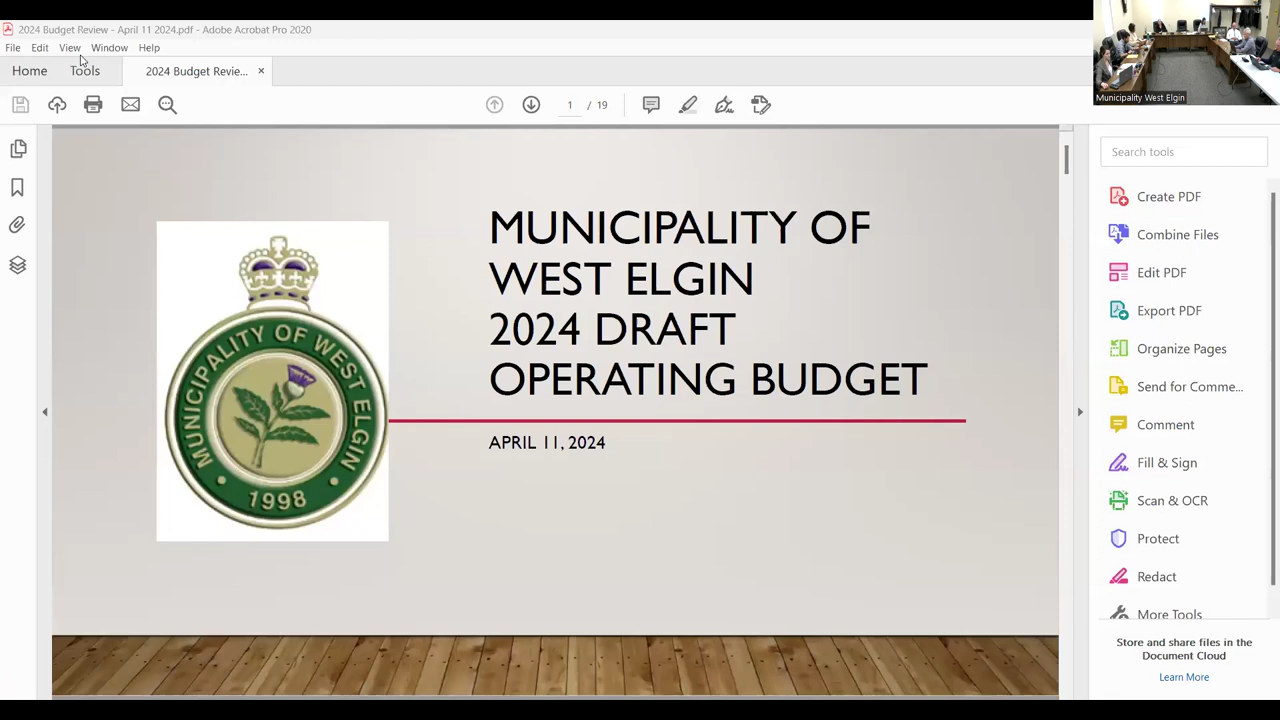 2024 Budget Review - April 11 2024.pdf - Adobe Acrobat Pro 2020
File Edit View Window Help
Home Tools 2024 Budget Revie... ×
1 / 19
Municipality West Elgin
Search tools
MUNICIPALITY OF
WEST ELGIN
2024 DRAFT
OPERATING BUDGET
APRIL 11, 2024
MUNICIPALITY OF WEST ELGIN
1998
Create PDF
Combine Files
Edit PDF
Export PDF
Organize Pages
Send for Comme...
Comment
Fill & Sign
Scan & OCR
Protect
Redact
More Tools
Store and share files in the
Document Cloud
Learn More